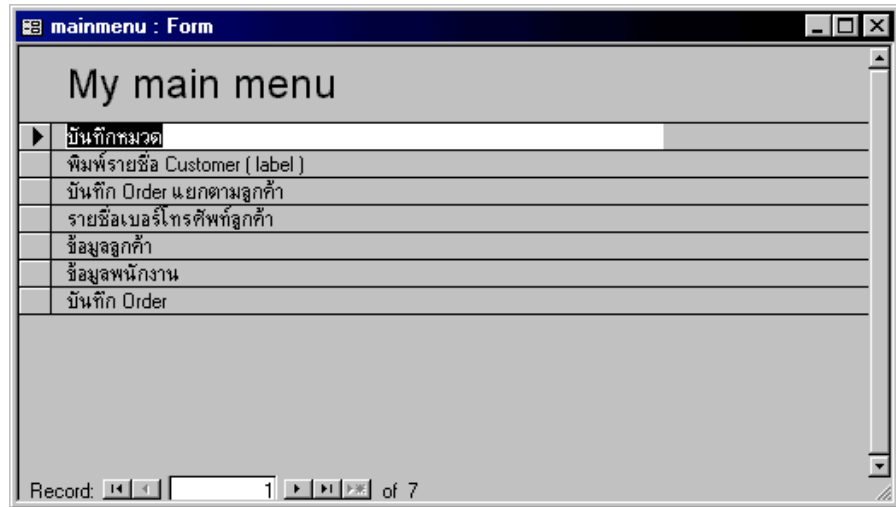 mainmenu : Form
My main menu
บันทึกหมวด
พิมพ์รายชื่อ Customer ( label )
บันทึก Order แยกตามลูกค้า
รายชื่อเบอร์โทรศัพท์ลูกค้า
ข้อมูลลูกค้า
ข้อมูลพนักงาน
บันทึก Order
Record: 1 of 7